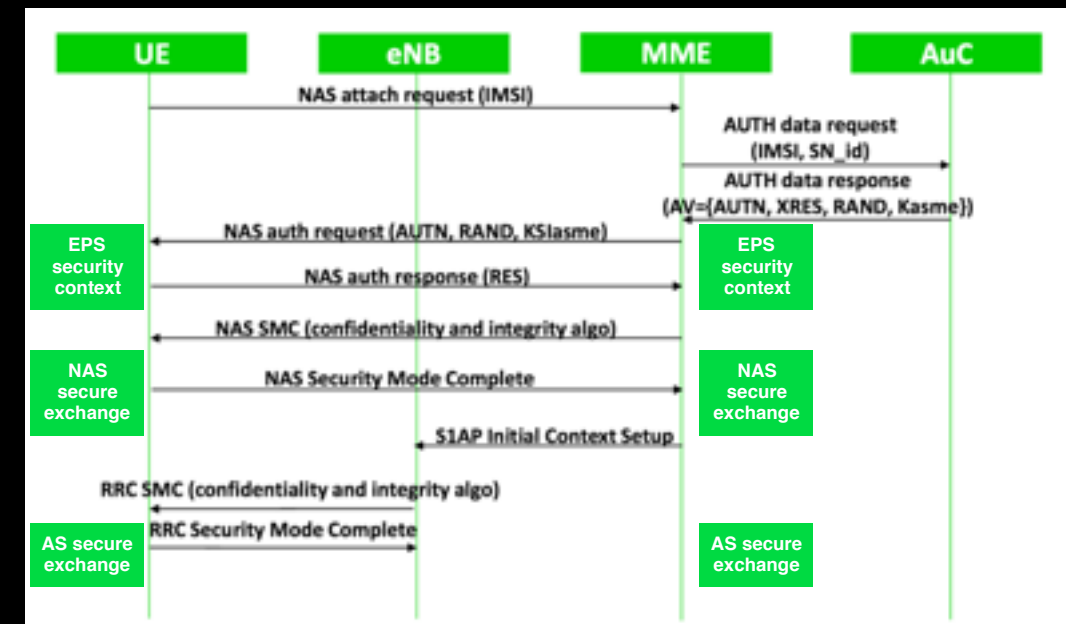 UE eNB MME AuC
NAS attach request (IMSI)
AUTH data request
(IMSI, SN_id)
AUTH data response
(AV={AUTN, XRES, RAND, Kasme})
NAS auth request (AUTN, RAND, KSIasme)
EPS
security
context
EPS
security
context
NAS auth response (RES)
NAS SMC (confidentiality and integrity algo)
NAS
secure
exchange
NAS Security Mode Complete
NAS
secure
exchange
S1AP Initial Context Setup
RRC SMC (confidentiality and integrity algo)
RRC Security Mode Complete
AS secure
exchange
AS secure
exchange